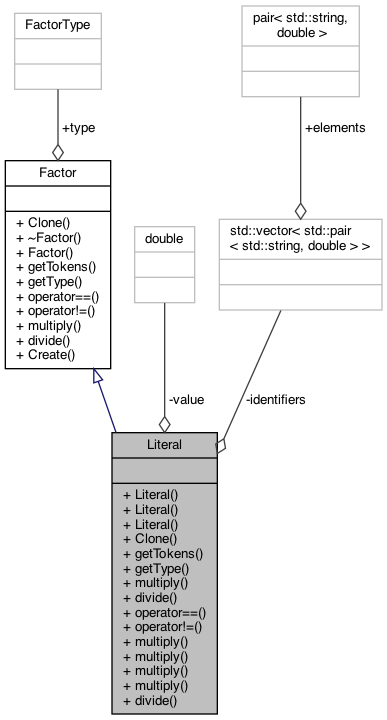 FactorType
pair< std::string,
double >
+type
+elements
Factor
+ Clone()
+ ~Factor()
+ Factor()
+ getTokens()
+ getType()
+ operator==()
+ operator!=()
+ multiply()
+ divide()
+ Create()
double
std::vector< std::pair
< std::string, double > >
-value
-identifiers
Literal
+ Literal()
+ Literal()
+ Literal()
+ Clone()
+ getTokens()
+ getType()
+ multiply()
+ divide()
+ operator==()
+ operator!=()
+ multiply()
+ multiply()
+ multiply()
+ multiply()
+ divide()